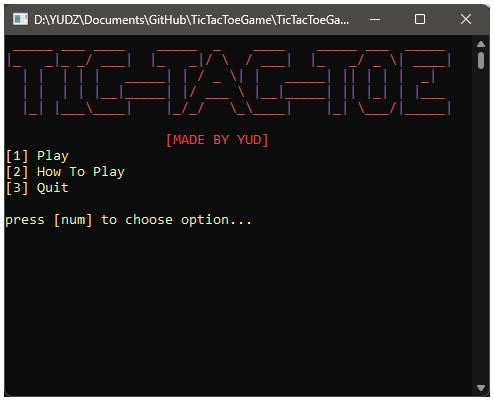 D:\YUDZ\Documents\GitHub\TicTacToeGame\TicTacToeGa...
TIC-TAC-TOE
[MADE BY YUD]
[1] Play
[2] How To Play
[3] Quit
press [num] to choose option...